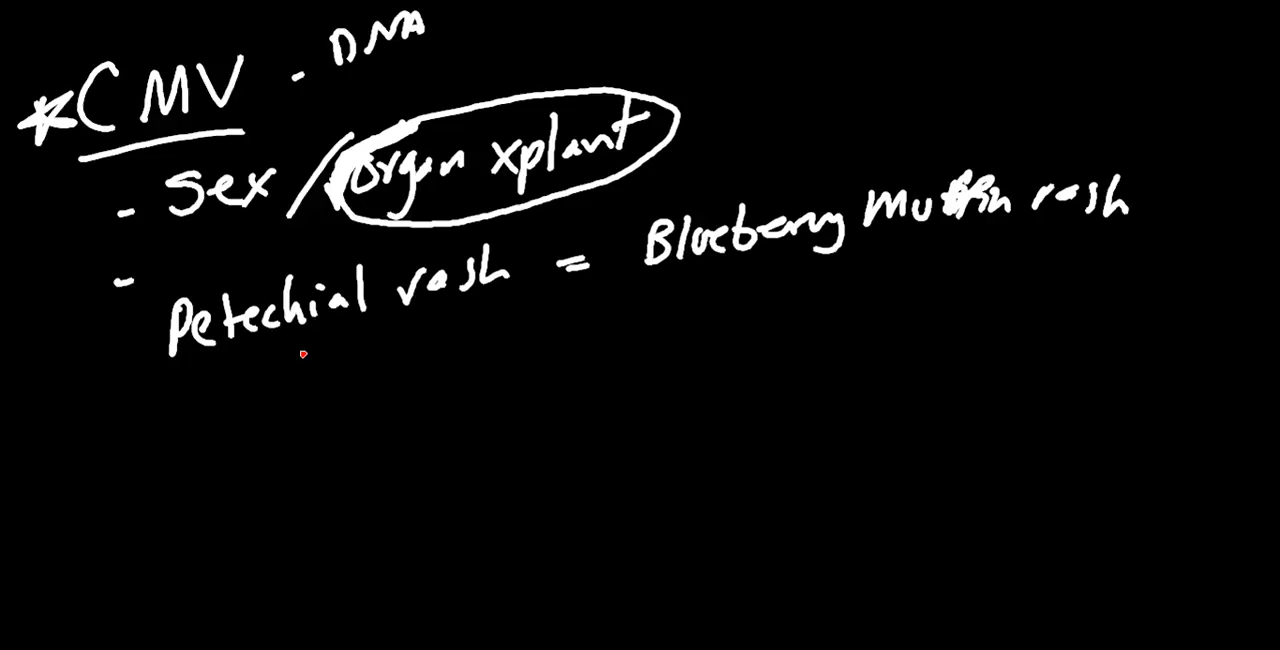 *CMV - DNA
- Sex / organ xplant
- Petechial rash = Blueberry Muffin rash